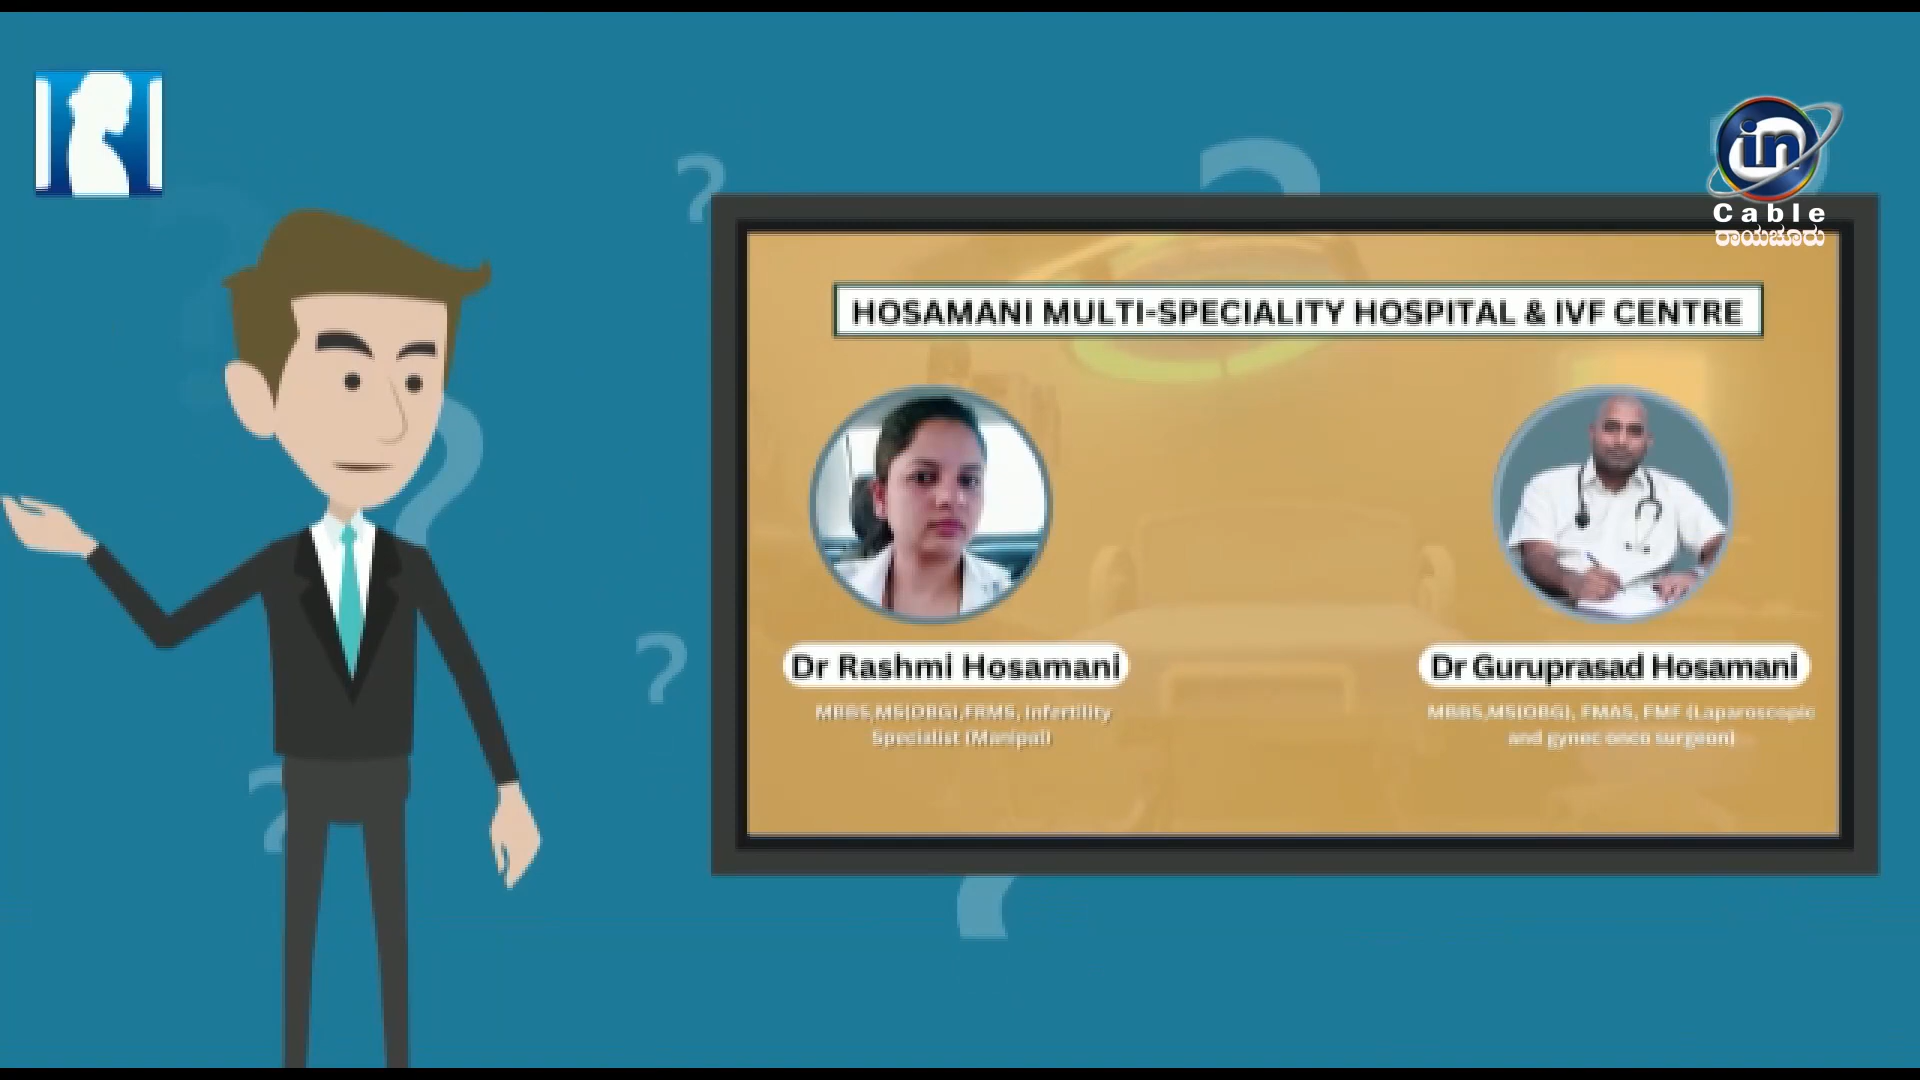 in
Cable
ರಾಯಚೂರು
HOSAMANI MULTI-SPECIALITY HOSPITAL & IVF CENTRE
Dr Rashmi Hosamani
MBBS,MS(OBG),FRMS, Infertility
Specialist (Manipal)
Dr Guruprasad Hosamani
MBBS,MS(OBG), FMAS, FMF (Laparoscopic
and gynec onco surgeon)